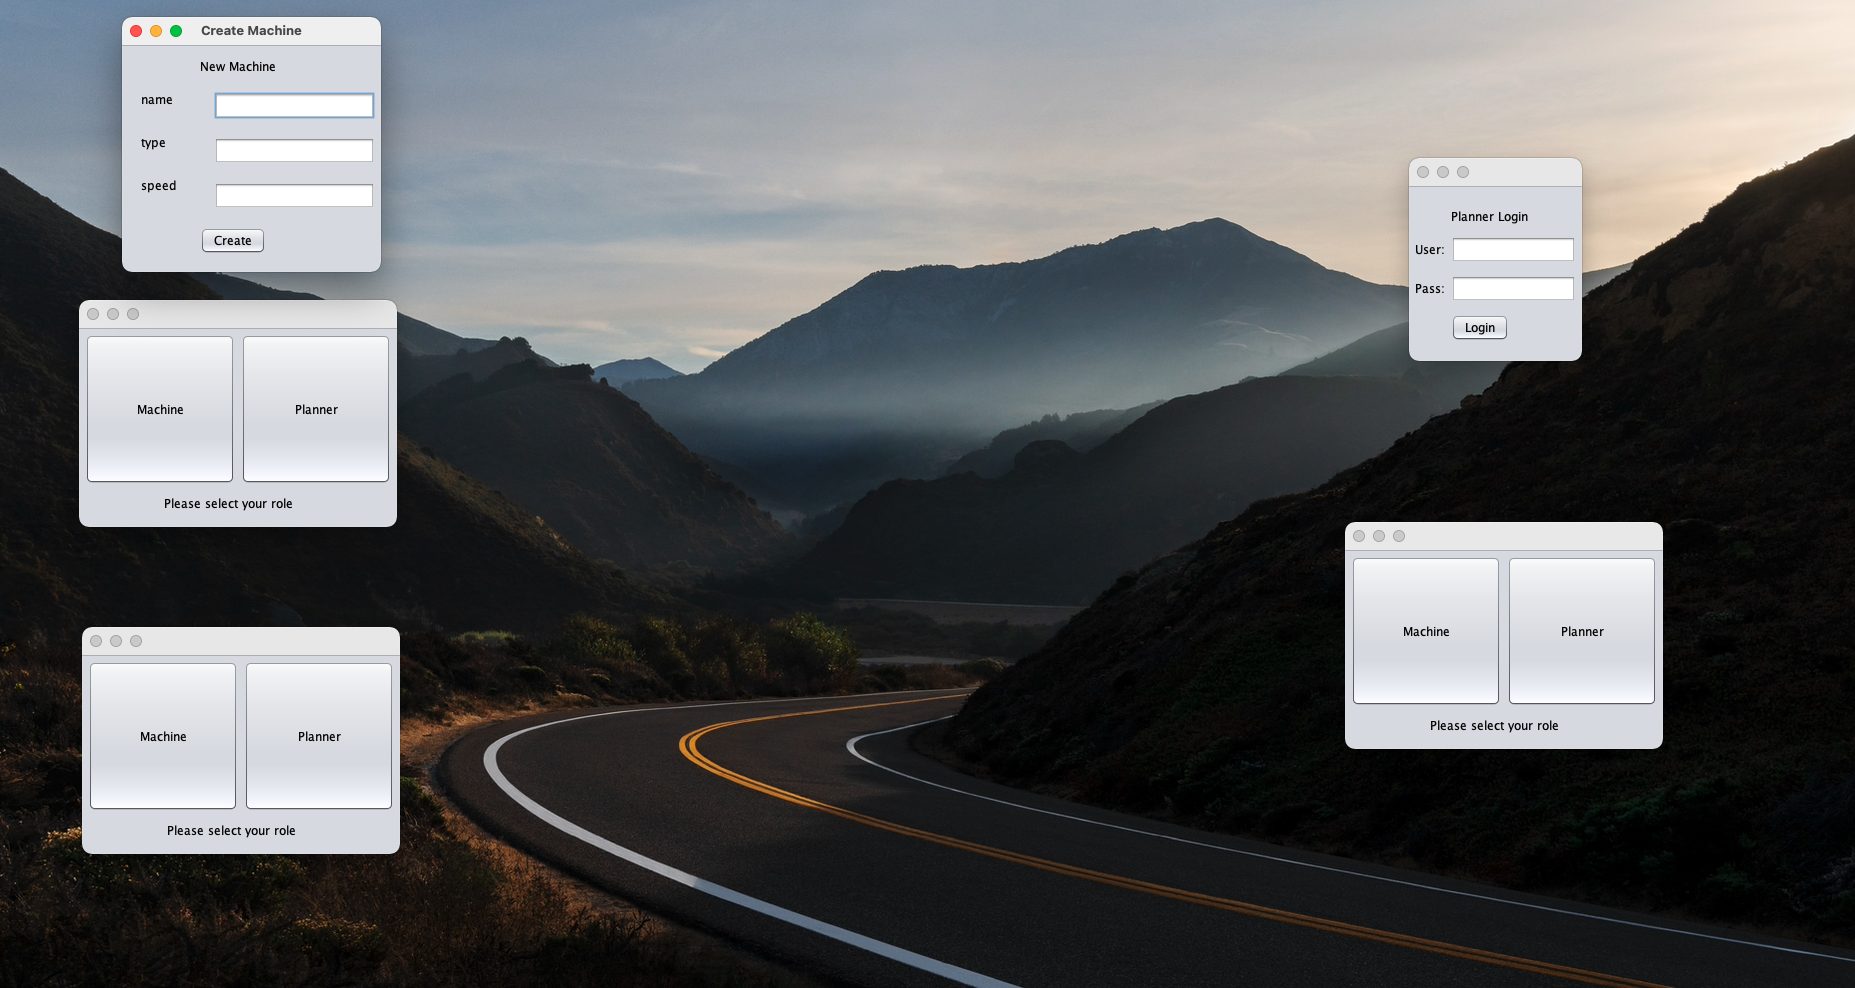 Create Machine
New Machine
name
type
speed
Create
Machine
Planner
Please select your role
Machine
Planner
Please select your role
Planner Login
User:
Pass:
Login
Machine
Planner
Please select your role